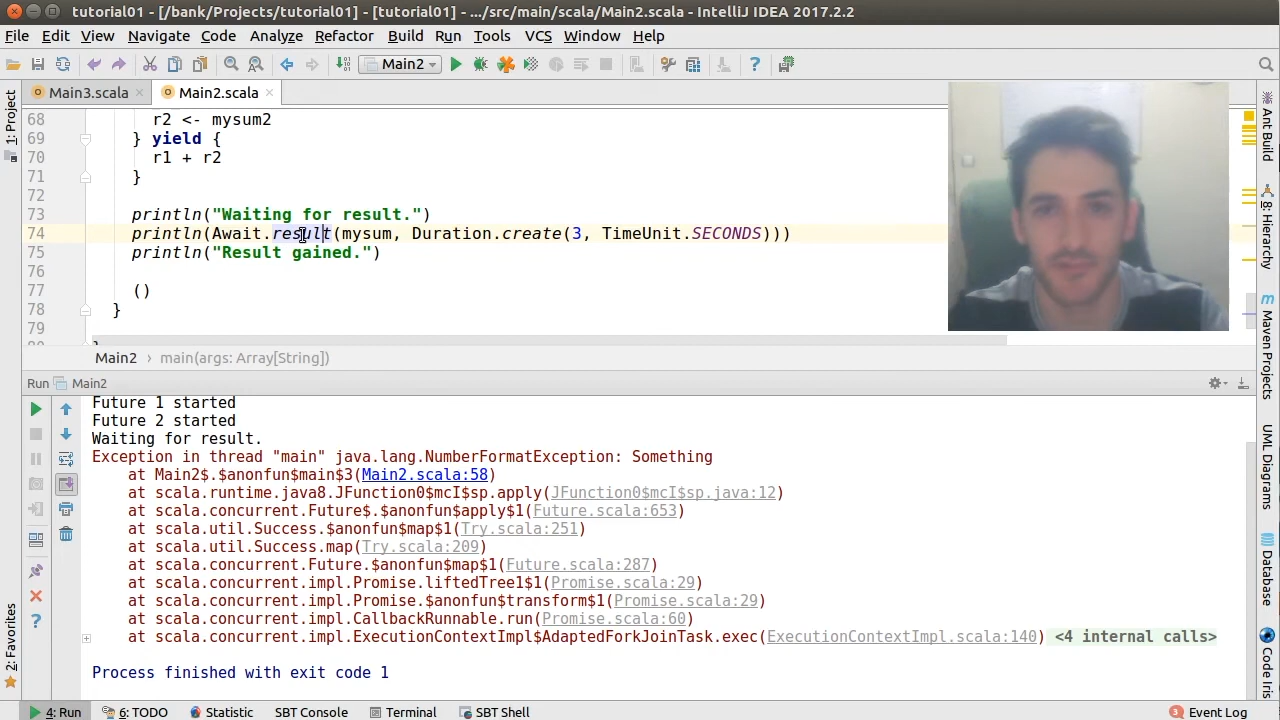 tutorial01 - [/bank/Projects/tutorial01] - [tutorial01] - .../src/main/scala/Main2.scala - IntelliJ IDEA 2017.2.2
File Edit View Navigate Code Analyze Refactor Build Run Tools VCS Window Help
Main2
Main3.scala Main2.scala
1: Project
68 r2 <- mysum2
69 } yield {
70 r1 + r2
71 }
72
73 println("Waiting for result.")
74 println(Await.result(mysum, Duration.create(3, TimeUnit.SECONDS)))
75 println("Result gained.")
76
77 ()
78 }
79
Main2 › main(args: Array[String])
Run Main2
Future 1 started
Future 2 started
Waiting for result.
Exception in thread "main" java.lang.NumberFormatException: Something
at Main2$.$anonfun$main$3(Main2.scala:58)
at scala.runtime.java8.JFunction0$mcI$sp.apply(JFunction0$mcI$sp.java:12)
at scala.concurrent.Future$.$anonfun$apply$1(Future.scala:653)
at scala.util.Success.$anonfun$map$1(Try.scala:251)
at scala.util.Success.map(Try.scala:209)
at scala.concurrent.Future.$anonfun$map$1(Future.scala:287)
at scala.concurrent.impl.Promise.liftedTree1$1(Promise.scala:29)
at scala.concurrent.impl.Promise.$anonfun$transform$1(Promise.scala:29)
at scala.concurrent.impl.CallbackRunnable.run(Promise.scala:60)
at scala.concurrent.impl.ExecutionContextImpl$AdaptedForkJoinTask.exec(ExecutionContextImpl.scala:140) <4 internal calls>
Process finished with exit code 1
2: Favorites
Ant Build
8: Hierarchy
Maven Projects
UML Diagrams
Database
Code Iris
4: Run 6: TODO Statistic SBT Console Terminal SBT Shell 3 Event Log